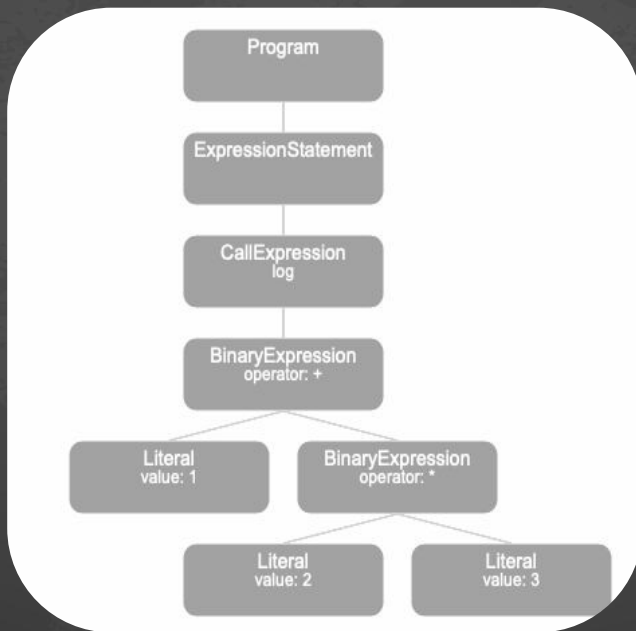 Program
ExpressionStatement
CallExpression
log
BinaryExpression
operator: +
Literal
value: 1
BinaryExpression
operator: *
Literal
value: 2
Literal
value: 3